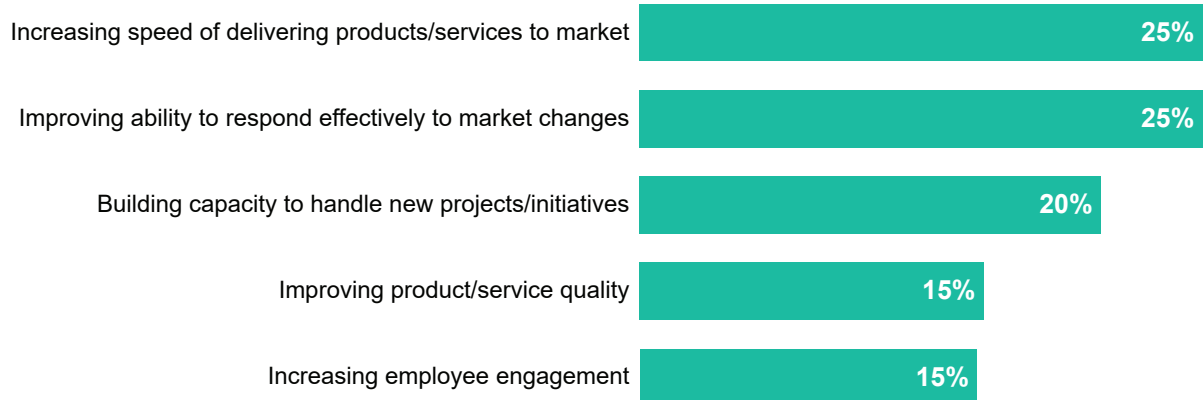 Increasing speed of delivering products/services to market 25%
Improving ability to respond effectively to market changes 25%
Building capacity to handle new projects/initiatives 20%
Improving product/service quality 15%
Increasing employee engagement 15%